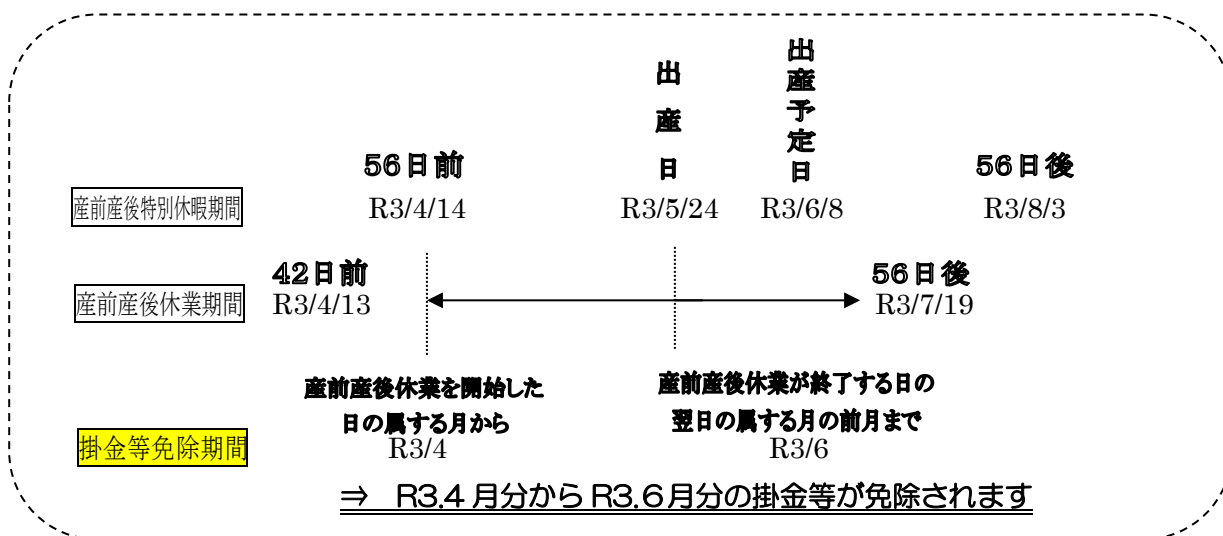 出産日
出産予定日
56日前
56日後
産前産後特別休暇期間
R3/4/14
R3/5/24
R3/6/8
R3/8/3
42日前
56日後
産前産後休業期間
R3/4/13
R3/7/19
産前産後休業を開始した
日の属する月から
産前産後休業が終了する日の
翌日の属する月の前月まで
掛金等免除期間
R3/4
R3/6
⇒ R3.4月分からR3.6月分の掛金等が免除されます